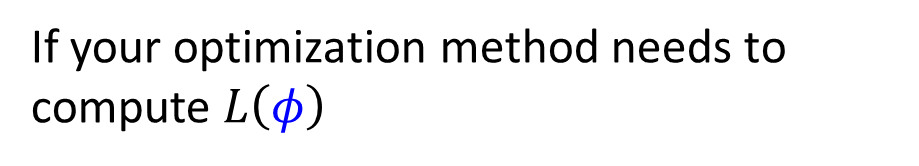 If your optimization method needs to
compute 𝐿(𝜙)